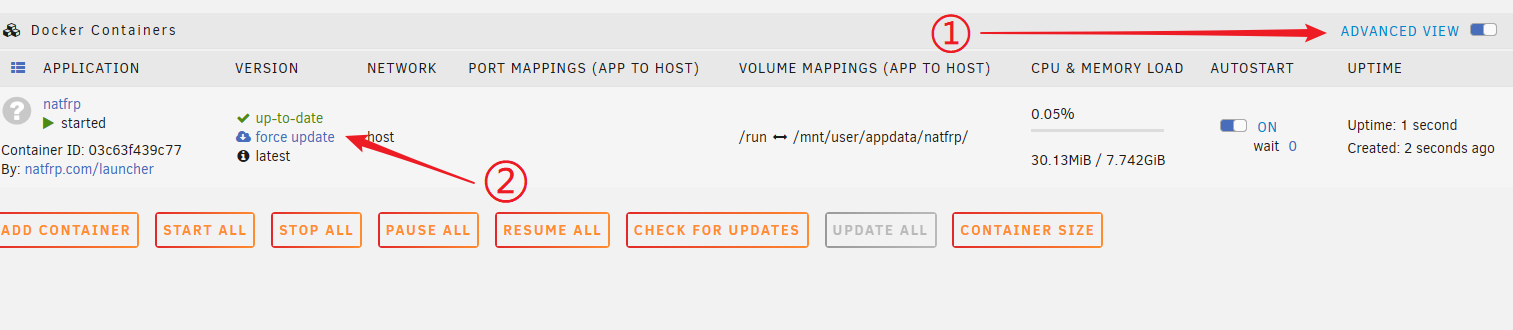 Docker Containers
① ADVANCED VIEW
APPLICATION VERSION NETWORK PORT MAPPINGS (APP TO HOST) VOLUME MAPPINGS (APP TO HOST) CPU & MEMORY LOAD AUTOSTART UPTIME
natfrp
started
Container ID: 03c63f439c77
By: natfrp.com/launcher
up-to-date
force update
latest
②
host
/run ↔ /mnt/user/appdata/natfrp/
0.05%
30.13MiB / 7.742GiB
ON
wait 0
Uptime: 1 second
Created: 2 seconds ago
ADD CONTAINER START ALL STOP ALL PAUSE ALL RESUME ALL CHECK FOR UPDATES UPDATE ALL CONTAINER SIZE